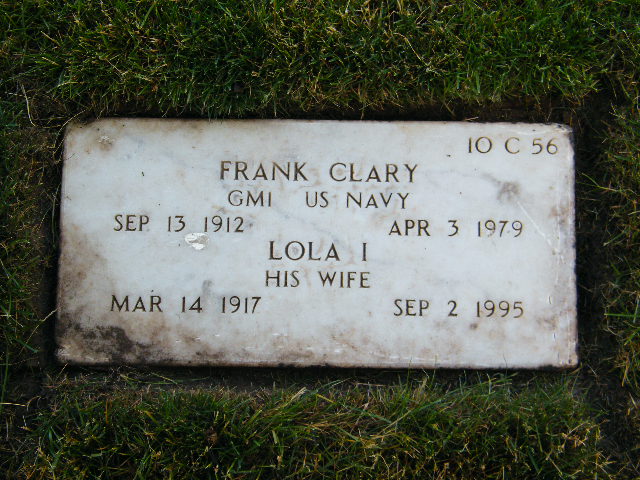 10 C 56
FRANK CLARY
GM1 US NAVY
SEP 13 1912 APR 3 1979
LOLA I
HIS WIFE
MAR 14 1917 SEP 2 1995